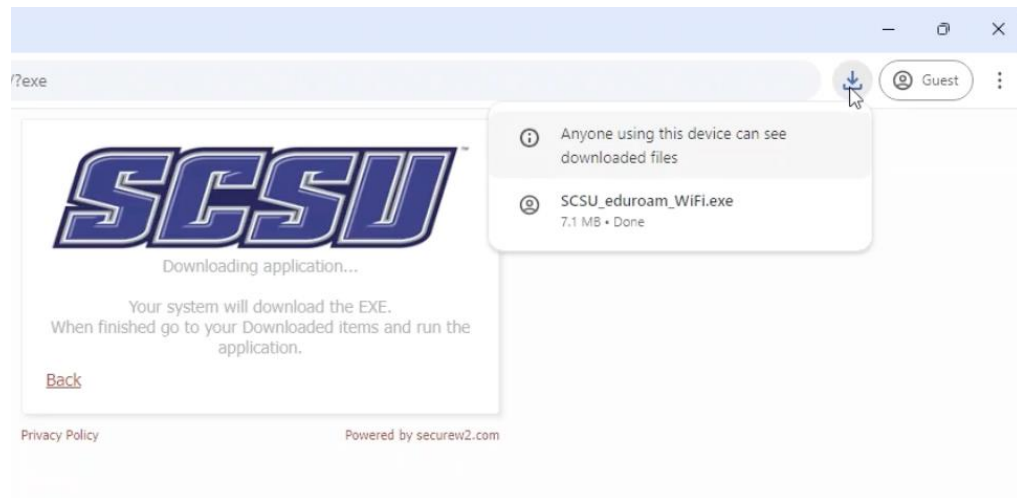 /?exe
Guest
Anyone using this device can see
downloaded files
SCSU_eduroam_WiFi.exe
7.1 MB • Done
SCSU™
Downloading application...
Your system will download the EXE.
When finished go to your Downloaded items and run the
application.
Back
Privacy Policy
Powered by securew2.com